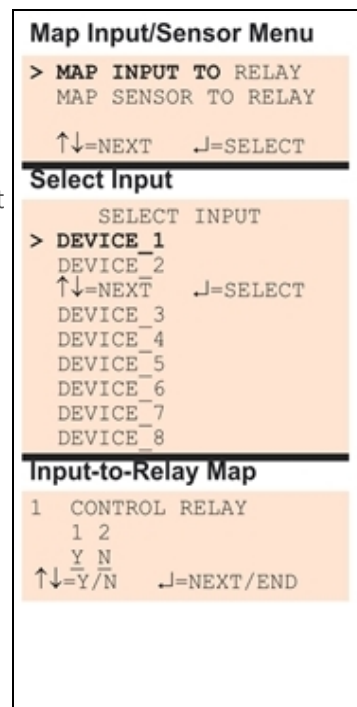 Map Input/Sensor Menu
> MAP INPUT TO RELAY
MAP SENSOR TO RELAY
↑↓=NEXT ↵=SELECT
Select Input
SELECT INPUT
> DEVICE_1
DEVICE_2
↑↓=NEXT ↵=SELECT
DEVICE_3
DEVICE_4
DEVICE_5
DEVICE_6
DEVICE_7
DEVICE_8
Input-to-Relay Map
1 CONTROL RELAY
1 2
Y N
↑↓=Y/N ↵=NEXT/END
t